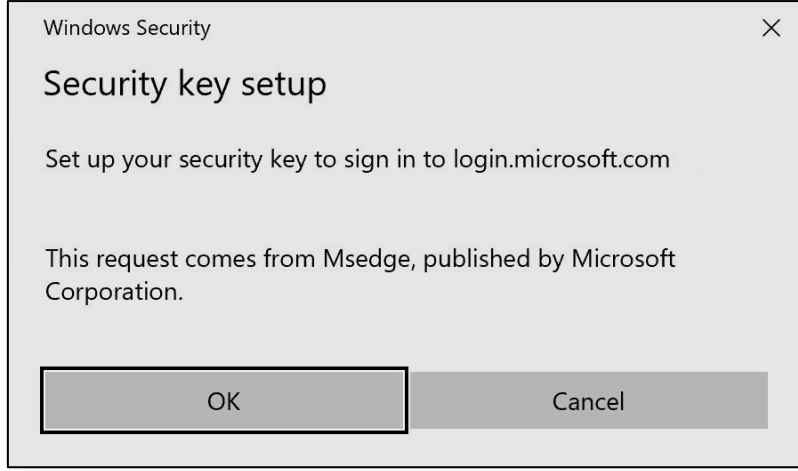 Windows Security
Security key setup
Set up your security key to sign in to login.microsoft.com
This request comes from Msedge, published by Microsoft
Corporation.
OK
Cancel